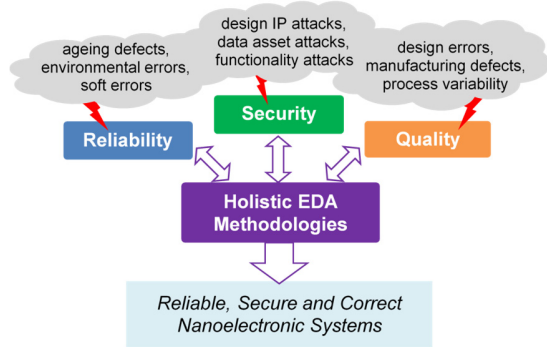 ageing defects,
environmental errors,
soft errors
design IP attacks,
data asset attacks,
functionality attacks
design errors,
manufacturing defects,
process variability
Reliability
Security
Quality
Holistic EDA
Methodologies
Reliable, Secure and Correct
Nanoelectronic Systems